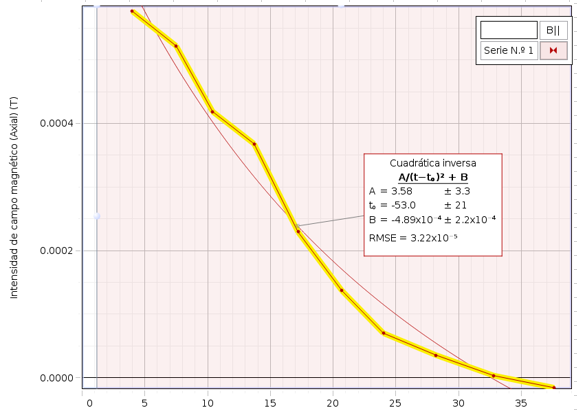 B||
Serie N.º 1
Intensidad de campo magnético (Axial) (T)
0.0004
0.0002
0.0000
Cuadrática inversa
A/(t−tₒ)² + B
A = 3.58 ± 3.3
tₒ = -53.0 ± 21
B = -4.89x10⁻⁴ ± 2.2x10⁻⁴
RMSE = 3.22x10⁻⁵
0 5 10 15 20 25 30 35